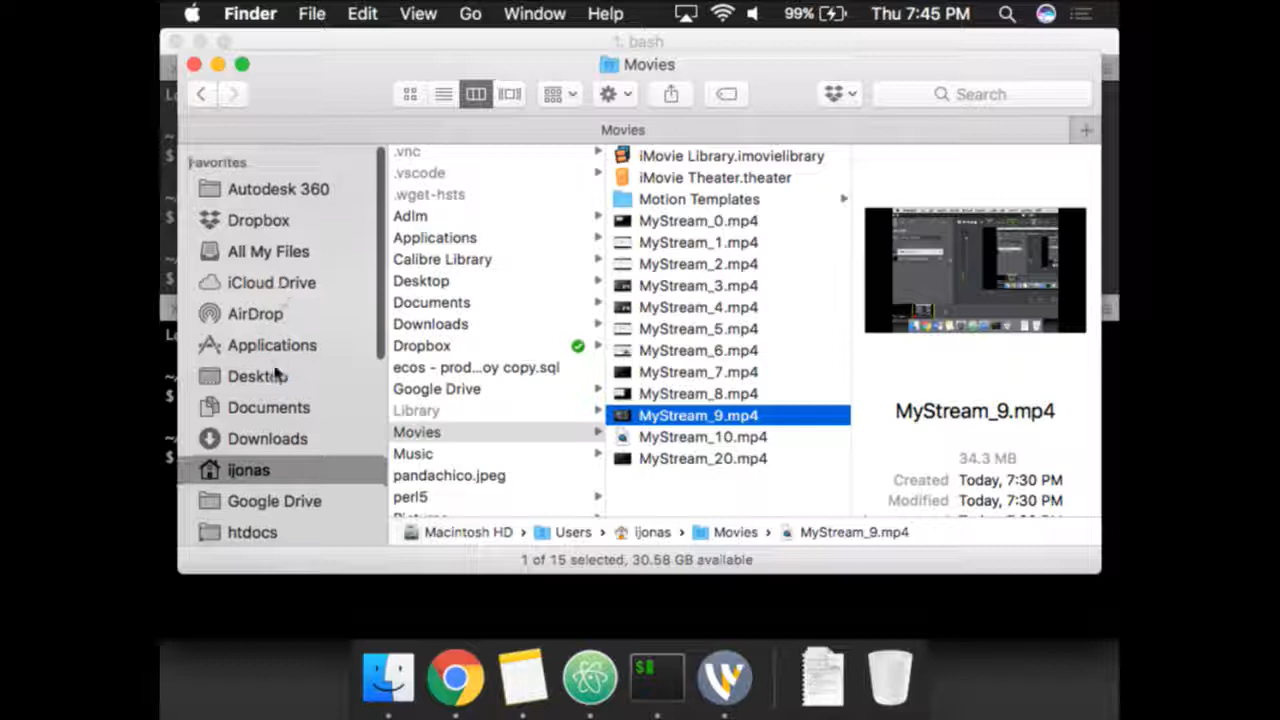 Finder File Edit View Go Window Help 99% Thu 7:45 PM
1. bash
Movies
Search
Movies
Favorites
Autodesk 360
Dropbox
All My Files
iCloud Drive
AirDrop
Applications
Desktop
Documents
Downloads
ijonas
Google Drive
htdocs
.vnc
.vscode
.wget-hsts
Adlm
Applications
Calibre Library
Desktop
Documents
Downloads
Dropbox
ecos - prod...oy copy.sql
Google Drive
Library
Movies
Music
pandachico.jpeg
perl5
iMovie Library.imovielibrary
iMovie Theater.theater
Motion Templates
MyStream_0.mp4
MyStream_1.mp4
MyStream_2.mp4
MyStream_3.mp4
MyStream_4.mp4
MyStream_5.mp4
MyStream_6.mp4
MyStream_7.mp4
MyStream_8.mp4
MyStream_9.mp4
MyStream_10.mp4
MyStream_20.mp4
MyStream_9.mp4
34.3 MB
Created Today, 7:30 PM
Modified Today, 7:30 PM
Macintosh HD › Users › ijonas › Movies › MyStream_9.mp4
1 of 15 selected, 30.58 GB available